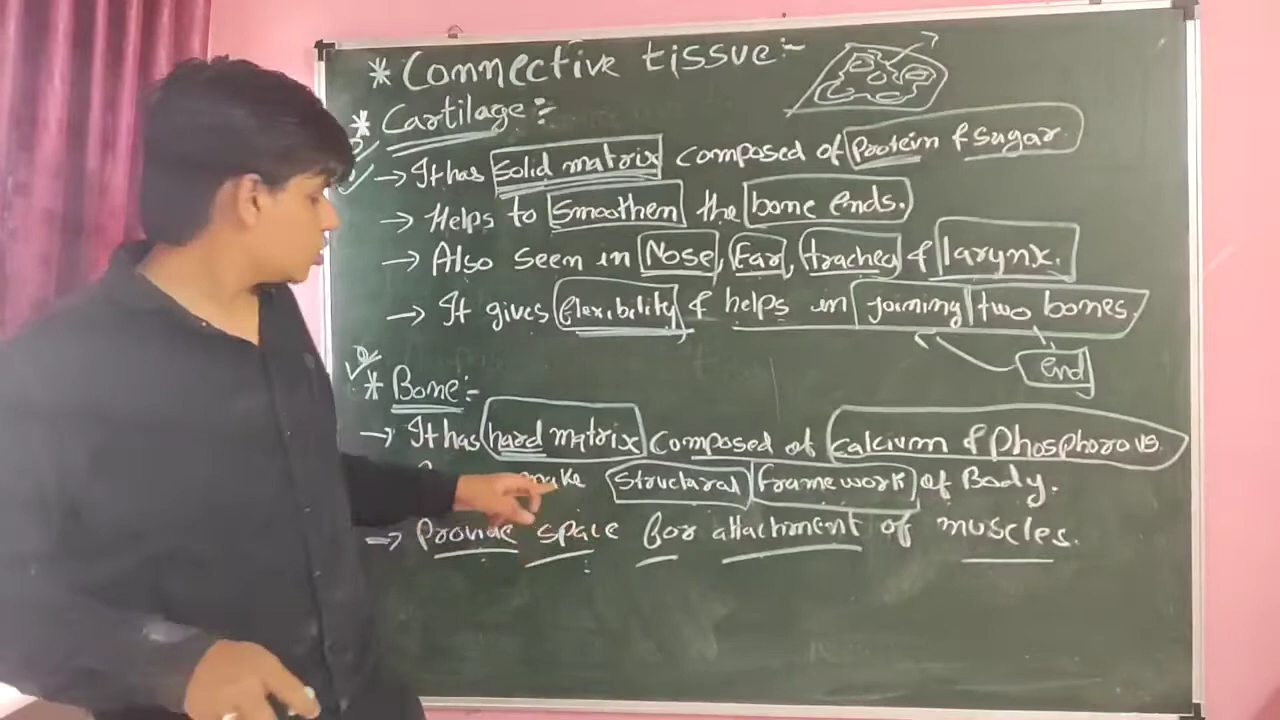 * Connective tissue:-
* Cartilage:-
→ It has Solid matrix composed of Protein & Sugar.
→ Helps to Smoothen the bone ends.
→ Also seen in Nose, Ear, trachea & larynx.
→ It gives flexibility & helps in joining two bones.
end
* Bone:-
→ It has hard matrix composed of Calcium & Phosphorous.
make Structural framework of Body.
→ Provide space for attachment of muscles.